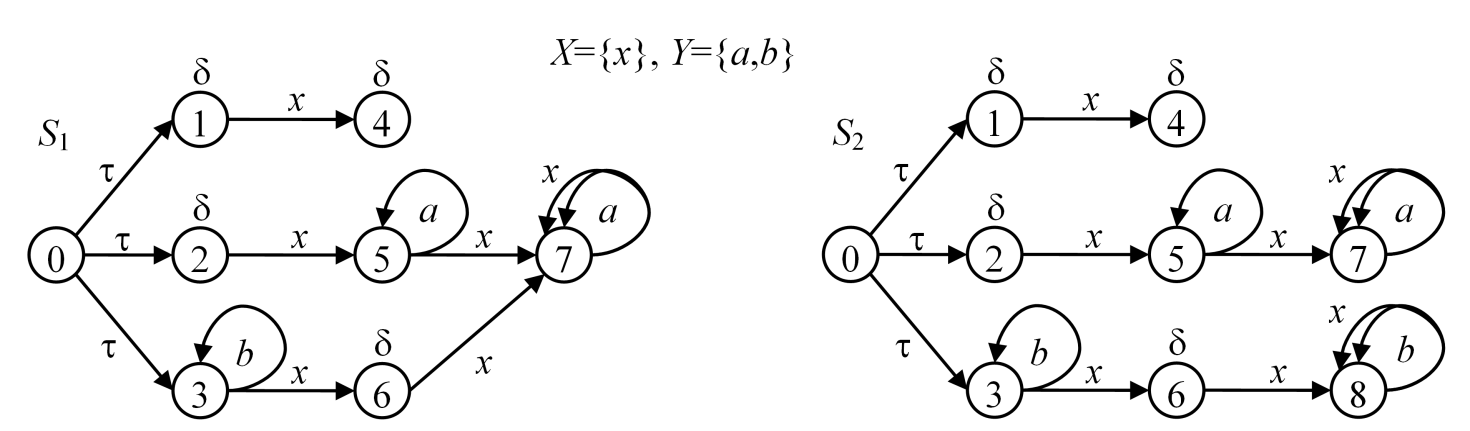 X={x}, Y={a,b}
δ δ δ δ
1 x 4 1 x 4
S₁ S₂
τ τ
δ x δ x
a a a a
0 τ 2 x 5 x 7 0 τ 2 x 5 x 7
τ b δ x τ b δ x b
3 x 6 3 x 6 x 8